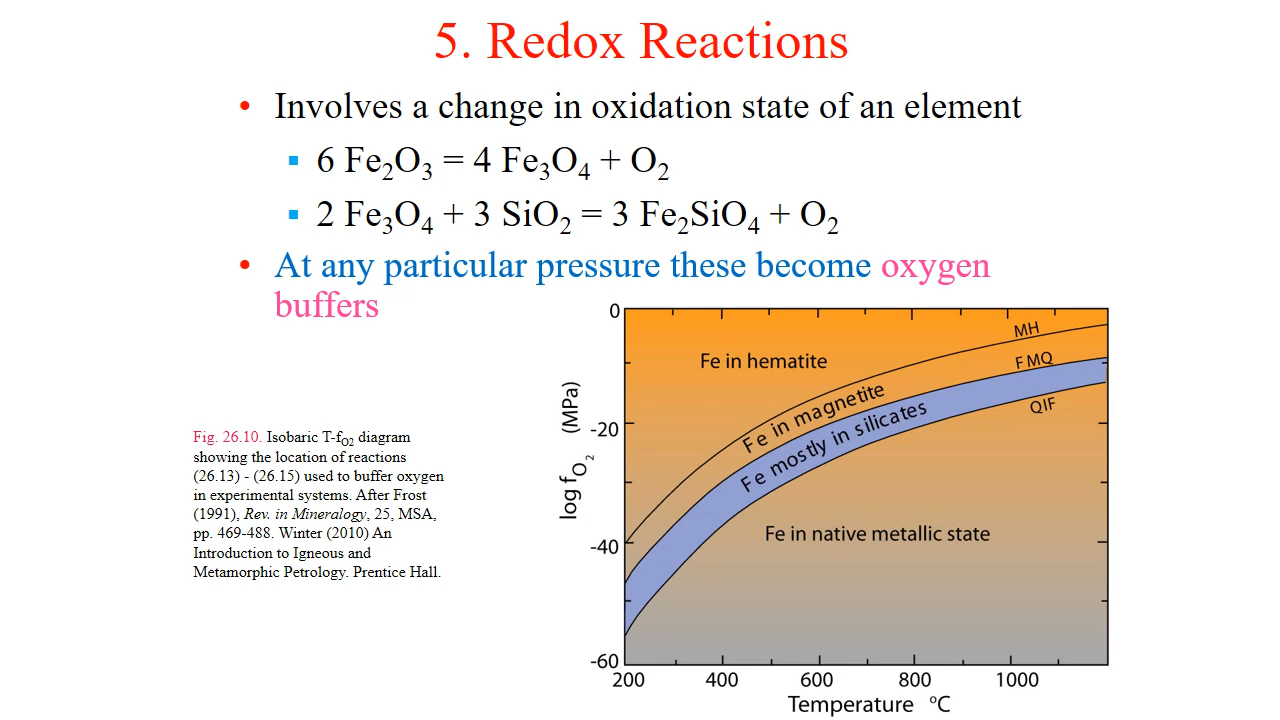 5. Redox Reactions
• Involves a change in oxidation state of an element
▪ 6 Fe₂O₃ = 4 Fe₃O₄ + O₂
▪ 2 Fe₃O₄ + 3 SiO₂ = 3 Fe₂SiO₄ + O₂
• At any particular pressure these become oxygen
buffers
Fig. 26.10. Isobaric T-fO₂ diagram
showing the location of reactions
(26.13) - (26.15) used to buffer oxygen
in experimental systems. After Frost
(1991), Rev. in Mineralogy, 25, MSA,
pp. 469-488. Winter (2010) An
Introduction to Igneous and
Metamorphic Petrology. Prentice Hall.
log fO₂ (MPa)
0
-20
-40
-60
Fe in hematite
MH
FMQ
QIF
Fe in magnetite
Fe mostly in silicates
Fe in native metallic state
200
400
600
800
1000
Temperature °C